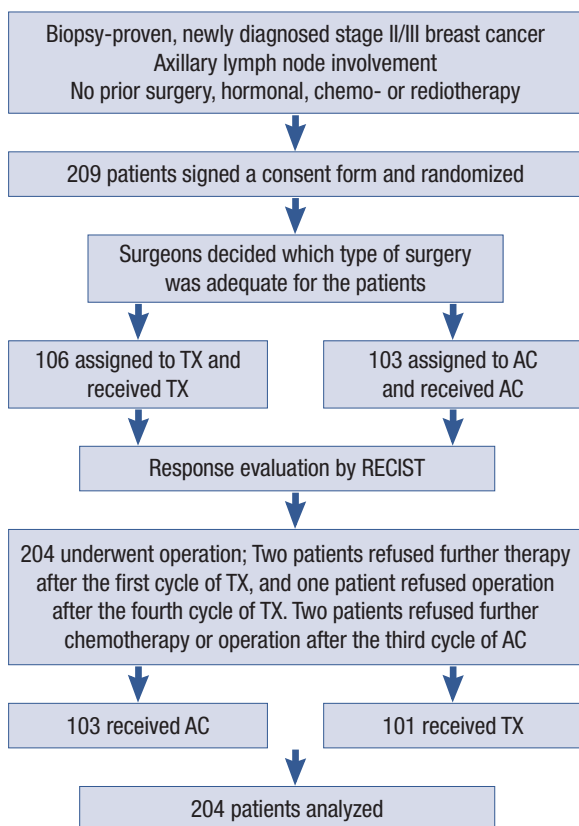 Biopsy-proven, newly diagnosed stage II/III breast cancer
Axillary lymph node involvement
No prior surgery, hormonal, chemo- or rediotherapy
209 patients signed a consent form and randomized
Surgeons decided which type of surgery
was adequate for the patients
106 assigned to TX and
received TX
103 assigned to AC
and received AC
Response evaluation by RECIST
204 underwent operation; Two patients refused further therapy
after the first cycle of TX, and one patient refused operation
after the fourth cycle of TX. Two patients refused further
chemotherapy or operation after the third cycle of AC
103 received AC
101 received TX
204 patients analyzed